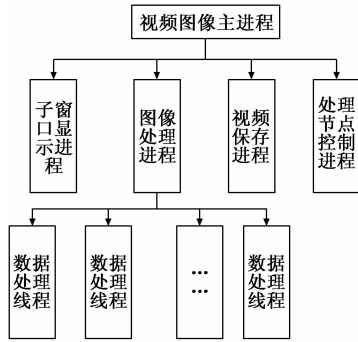 视频图像主进程
子窗
口显
示进
程
图像
处理
进程
视频
保存
进程
处理
节点
控制
进程
数据
处理
线程
数据
处理
线程
...
...
数据
处理
线程